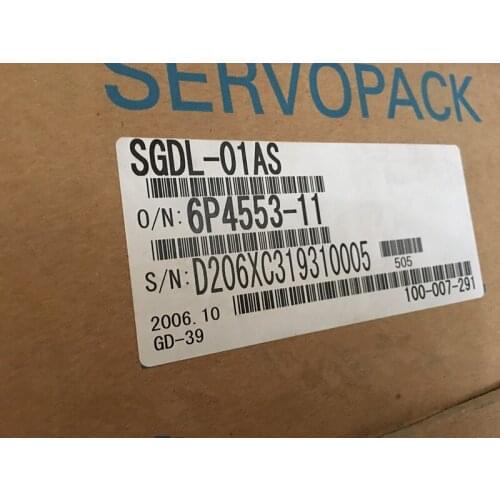 SERVOPACK
SGDL-01AS
O/N: 6P4553-11
S/N: D206XC319310005 505
2006.10 100-007-291
GD-39